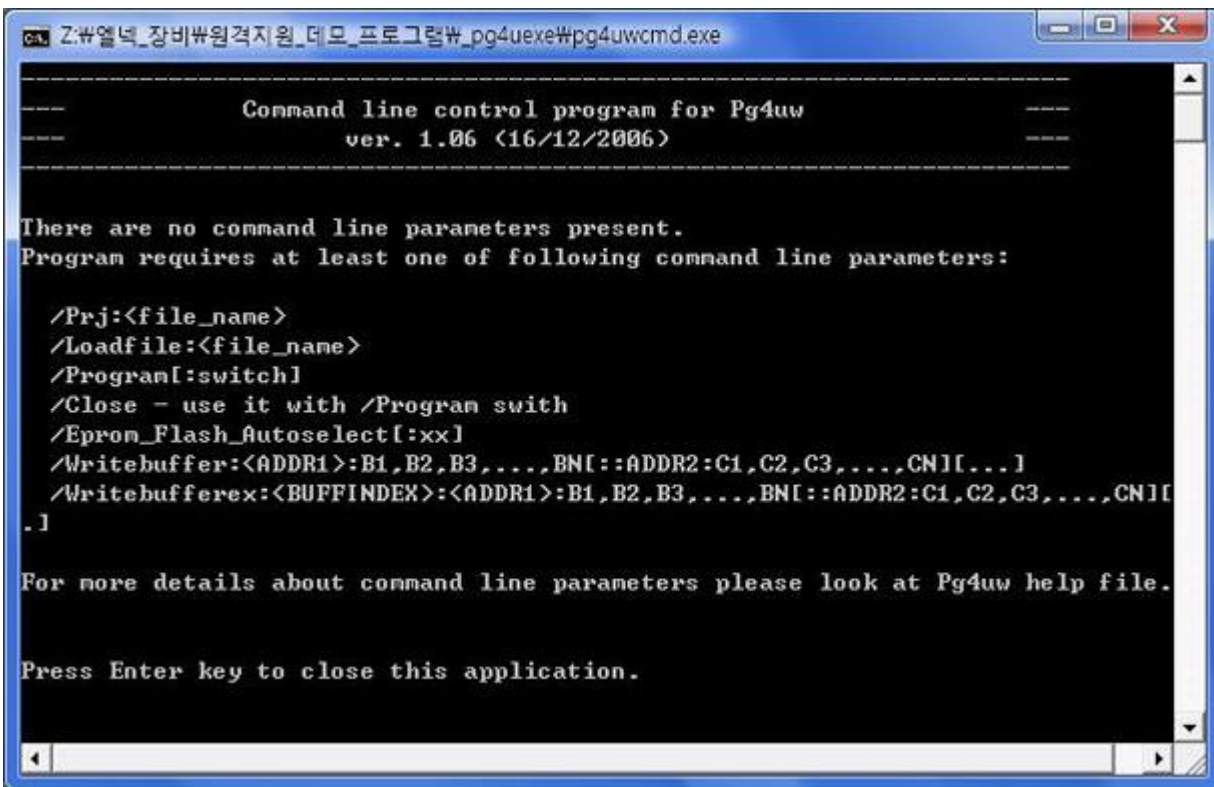 Z:₩엘넥_장비₩원격지원_데모_프로그램₩_pg4uexe₩pg4uwcmd.exe
---------------------------------------------------------------------------
--- Command line control program for Pg4uw ---
--- ver. 1.06 (16/12/2006) ---
---------------------------------------------------------------------------
There are no command line parameters present.
Program requires at least one of following command line parameters:
/Prj:<file_name>
/Loadfile:<file_name>
/Program[:switch]
/Close - use it with /Program swith
/Eprom_Flash_Autoselect[:xx]
/Writebuffer:<ADDR1>:B1,B2,B3,...,BN[::ADDR2:C1,C2,C3,...,CN][...]
/Writebufferex:<BUFFINDEX>:<ADDR1>:B1,B2,B3,...,BN[::ADDR2:C1,C2,C3,...,CN][
.]
For more details about command line parameters please look at Pg4uw help file.
Press Enter key to close this application.